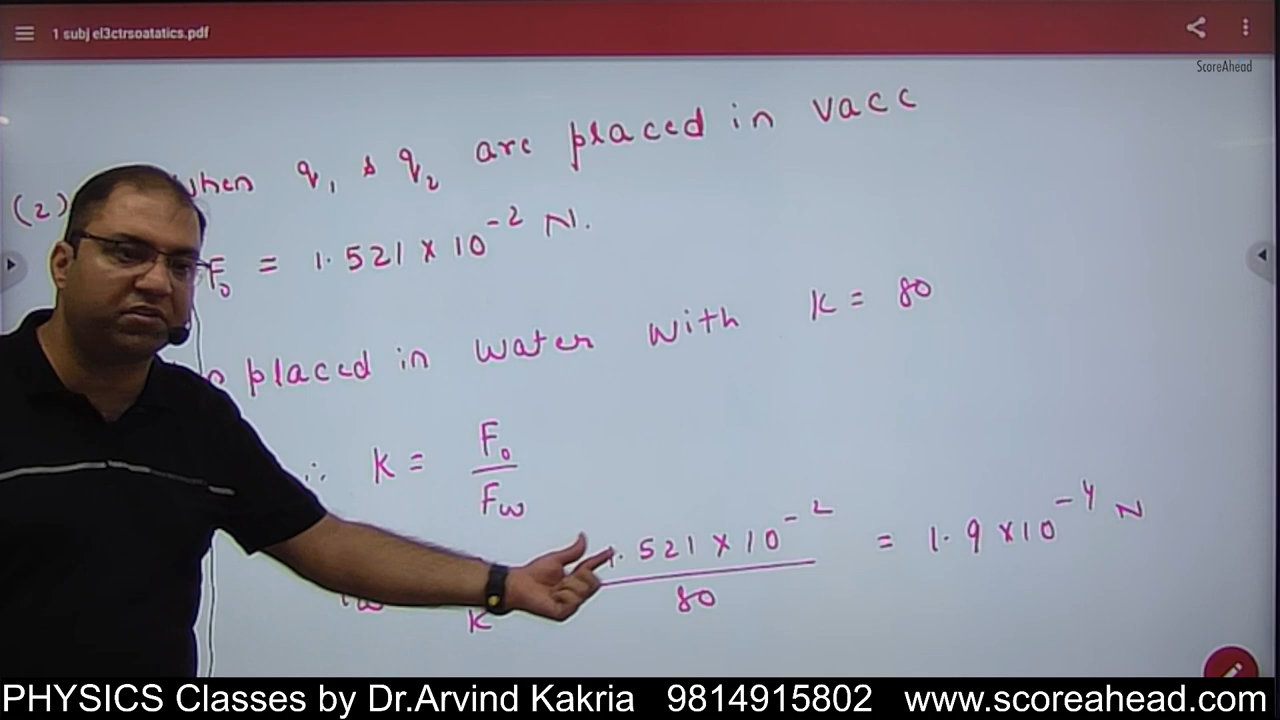 1 subj el3ctrsoatatics.pdf
ScoreAhead
(2) when q₁ & q₂ are placed in vacc
F₀ = 1.521 × 10⁻² N.
placed in water with K = 80
∴ K = F₀ / Fw
K 1.521 × 10⁻² / 80 = 1.9 × 10⁻⁴ N
PHYSICS Classes by Dr.Arvind Kakria 9814915802 www.scoreahead.com